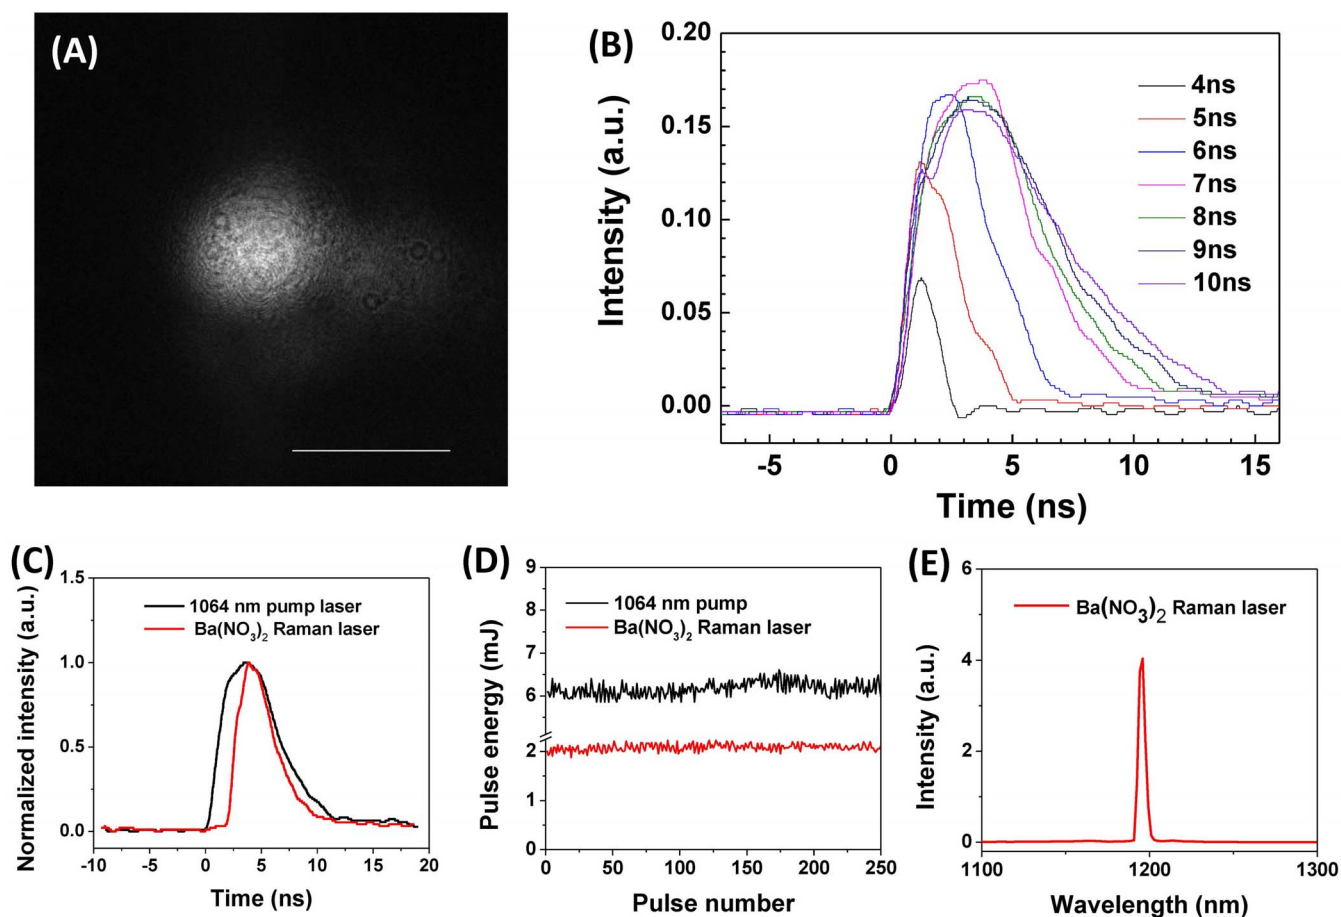 (A)
(B)
Intensity (a.u.)
0.20
0.15
0.10
0.05
0.00
4ns
5ns
6ns
7ns
8ns
9ns
10ns
-5 0 5 10 15
Time (ns)
(C)
Normalized intensity (a.u.)
1.5
1.0
0.5
0.0
1064 nm pump laser
Ba(NO₃)₂ Raman laser
-10 -5 0 5 10 15 20
Time (ns)
(D)
Pulse energy (mJ)
9
8
7
6
2
1
0
1064 nm pump
Ba(NO₃)₂ Raman laser
0 50 100 150 200 250
Pulse number
(E)
Intensity (a.u.)
6
4
2
0
Ba(NO₃)₂ Raman laser
1100 1200 1300
Wavelength (nm)